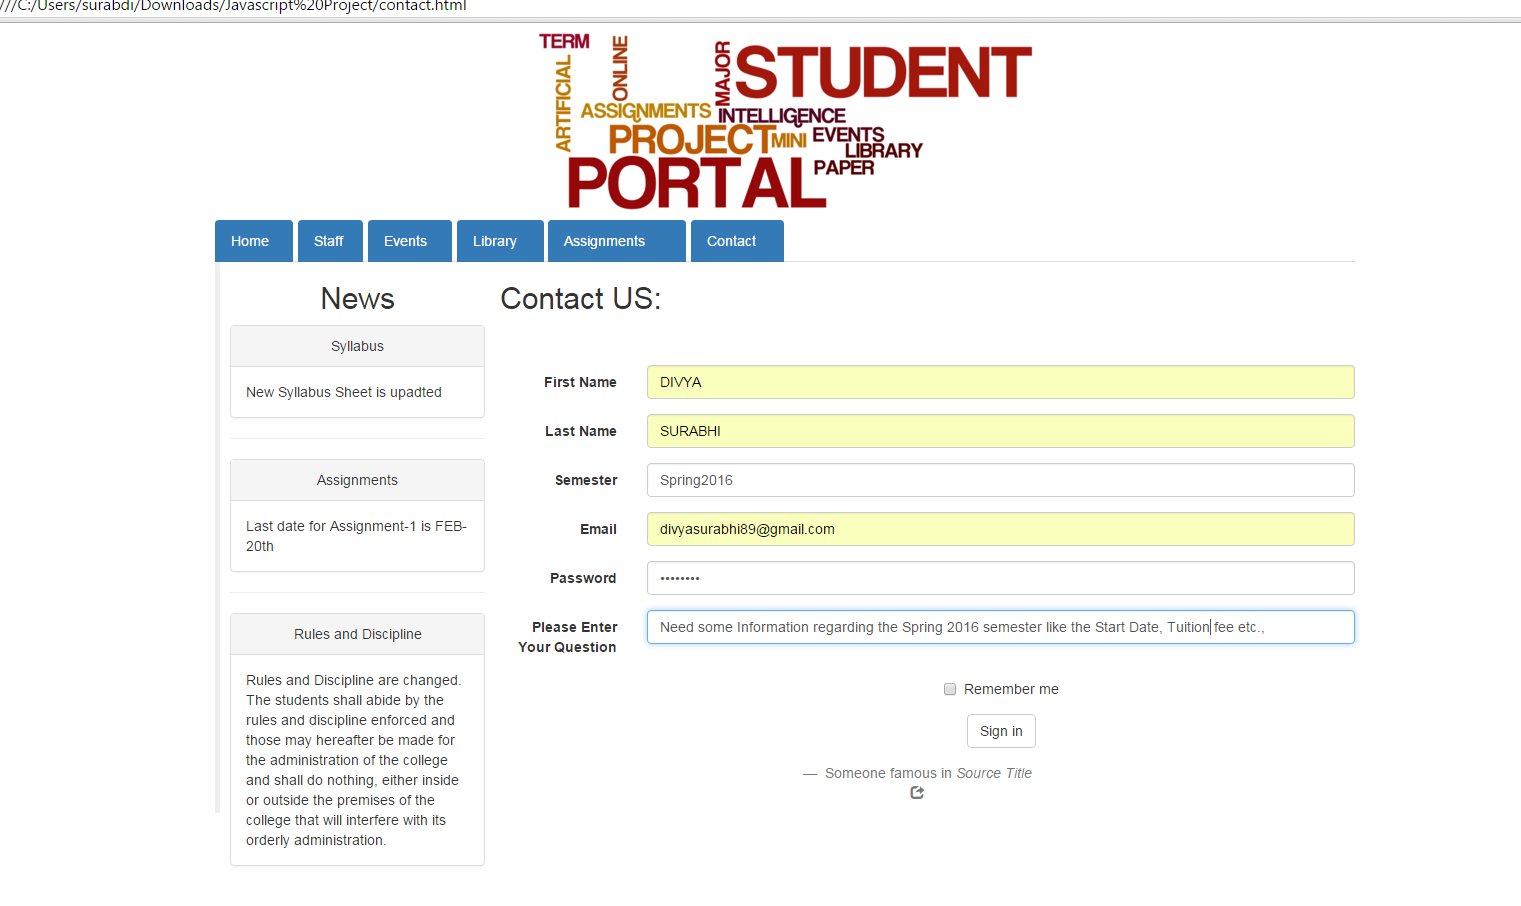 ///C:/Users/surabdi/Downloads/Javascript%20Project/contact.html
TERM
ARTIFICIAL
ONLINE
MAJOR
STUDENT
ASSIGNMENTS
INTELLIGENCE
PROJECT
MINI
EVENTS
LIBRARY
PORTAL
PAPER
Home
Staff
Events
Library
Assignments
Contact
News
Syllabus
New Syllabus Sheet is upadted
Assignments
Last date for Assignment-1 is FEB-
20th
Rules and Discipline
Rules and Discipline are changed.
The students shall abide by the
rules and discipline enforced and
those may hereafter be made for
the administration of the college
and shall do nothing, either inside
or outside the premises of the
college that will interfere with its
orderly administration.
Contact US:
First Name
DIVYA
Last Name
SURABHI
Semester
Spring2016
Email
divyasurabhi89@gmail.com
Password
••••••••
Please Enter
Your Question
Need some Information regarding the Spring 2016 semester like the Start Date, Tuition fee etc.,
Remember me
Sign in
— Someone famous in Source Title